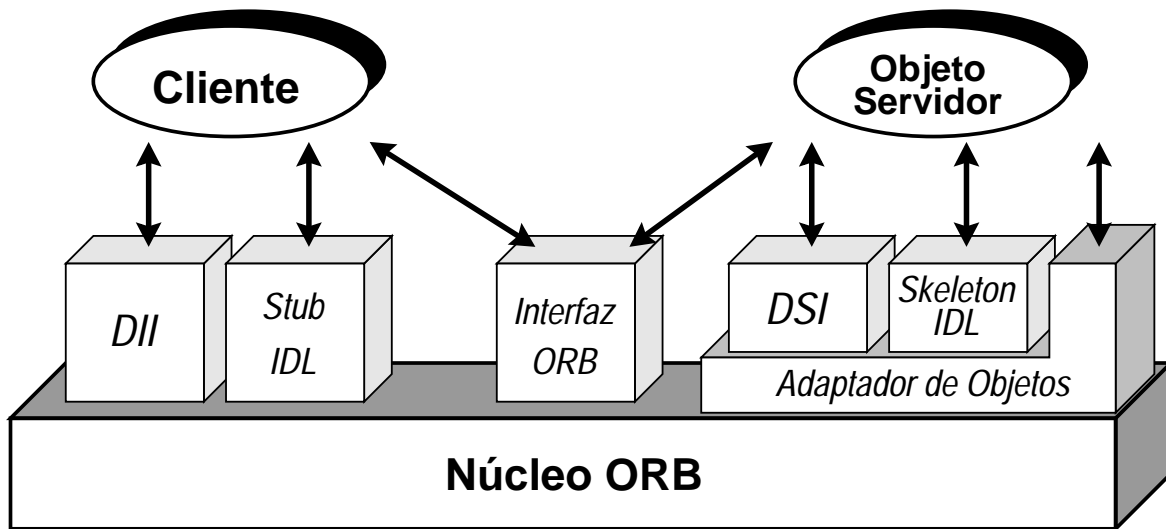 Cliente
Objeto
Servidor
DII
Stub
IDL
Interfaz
ORB
DSI
Skeleton
IDL
Adaptador de Objetos
Núcleo ORB